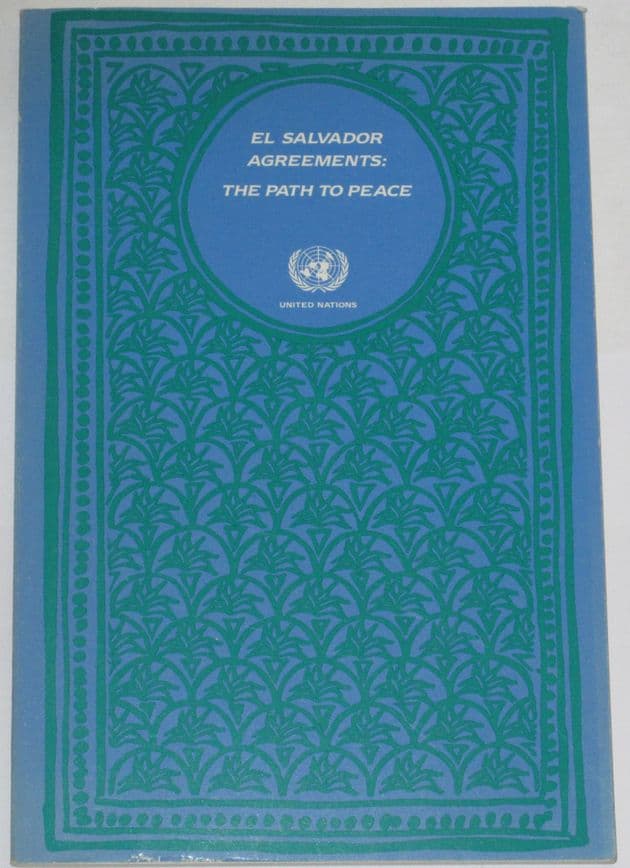 EL SALVADOR
AGREEMENTS:
THE PATH TO PEACE
UNITED NATIONS